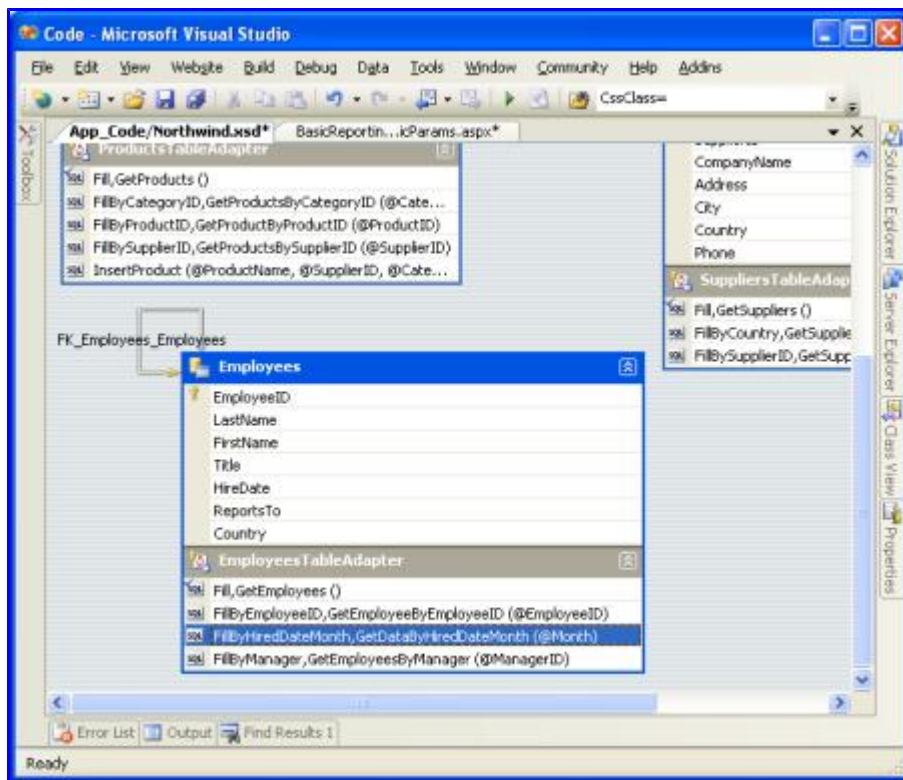 Code - Microsoft Visual Studio
File Edit View Website Build Debug Data Tools Window Community Help Addins
CssClass=
App_Code/Northwind.xsd* BasicReportin...icParams.aspx*
Toolbox
ProductsTableAdapter
Fill,GetProducts ()
FillByCategoryID,GetProductsByCategoryID (@Cate...
FillByProductID,GetProductByProductID (@ProductID)
FillBySupplierID,GetProductsBySupplierID (@SupplierID)
InsertProduct (@ProductName, @SupplierID, @Cate...
CompanyName
Address
City
Country
Phone
SuppliersTableAdap
Fill,GetSuppliers ()
FillByCountry,GetSupplie
FillBySupplierID,GetSupp
FK_Employees_Employees
Employees
EmployeeID
LastName
FirstName
Title
HireDate
ReportsTo
Country
EmployeesTableAdapter
Fill,GetEmployees ()
FillByEmployeeID,GetEmployeeByEmployeeID (@EmployeeID)
FillByHiredDateMonth,GetDataByHiredDateMonth (@Month)
FillByManager,GetEmployeesByManager (@ManagerID)
Solution Explorer
Server Explorer
Class View
Properties
Error List Output Find Results 1
Ready